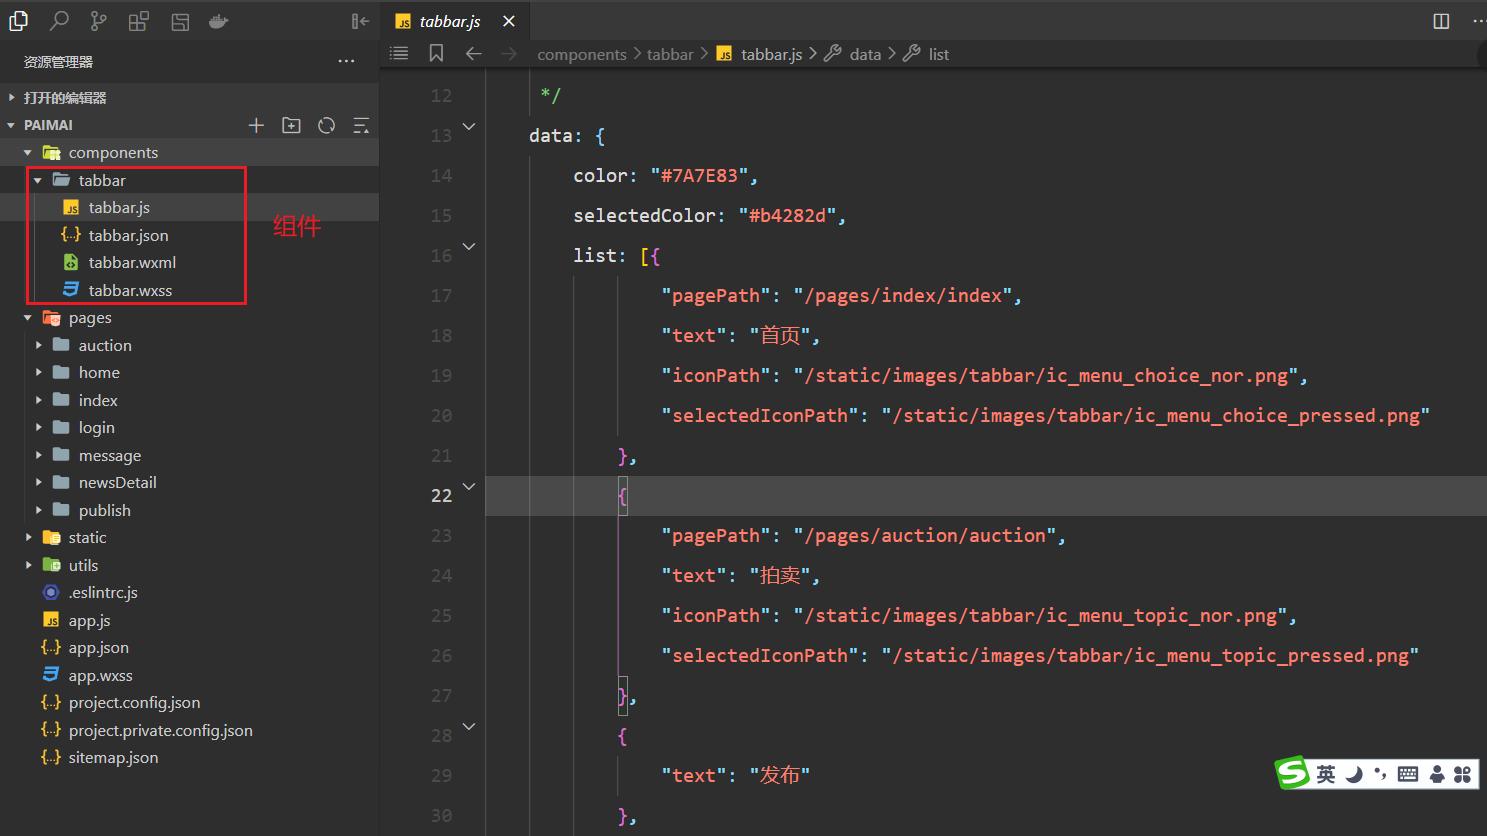 tabbar.js
资源管理器
components > tabbar > tabbar.js > data > list
打开的编辑器
PAIMAI
components
tabbar
tabbar.js
tabbar.json
tabbar.wxml
tabbar.wxss
组件
pages
auction
home
index
login
message
newsDetail
publish
static
utils
.eslintrc.js
app.js
app.json
app.wxss
project.config.json
project.private.config.json
sitemap.json
12 */
13 data: {
14 color: "#7A7E83",
15 selectedColor: "#b4282d",
16 list: [{
17 "pagePath": "/pages/index/index",
18 "text": "首页",
19 "iconPath": "/static/images/tabbar/ic_menu_choice_nor.png",
20 "selectedIconPath": "/static/images/tabbar/ic_menu_choice_pressed.png"
21 },
22 {
23 "pagePath": "/pages/auction/auction",
24 "text": "拍卖",
25 "iconPath": "/static/images/tabbar/ic_menu_topic_nor.png",
26 "selectedIconPath": "/static/images/tabbar/ic_menu_topic_pressed.png"
27 },
28 {
29 "text": "发布"
30 },
英